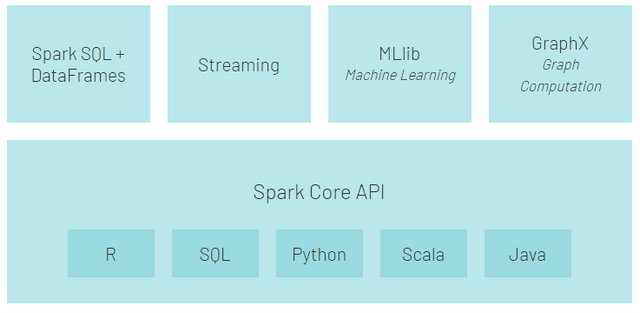 Spark SQL +
DataFrames
Streaming
MLlib
Machine Learning
GraphX
Graph
Computation
Spark Core API
R
SQL
Python
Scala
Java